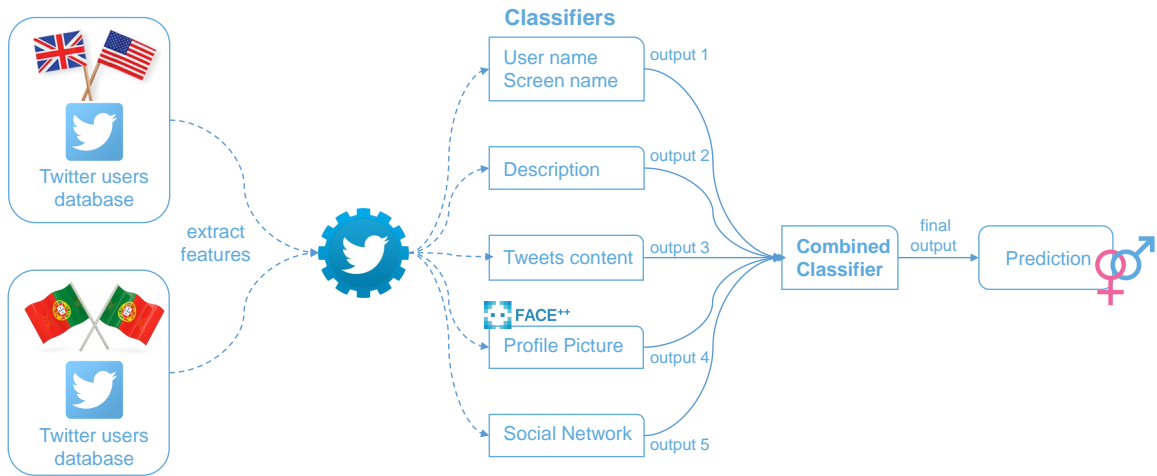 Classifiers
Twitter users
database
Twitter users
database
extract
features
User name
Screen name
output 1
Description
output 2
Tweets content
output 3
FACE++
Profile Picture
output 4
Social Network
output 5
Combined
Classifier
final
output
Prediction